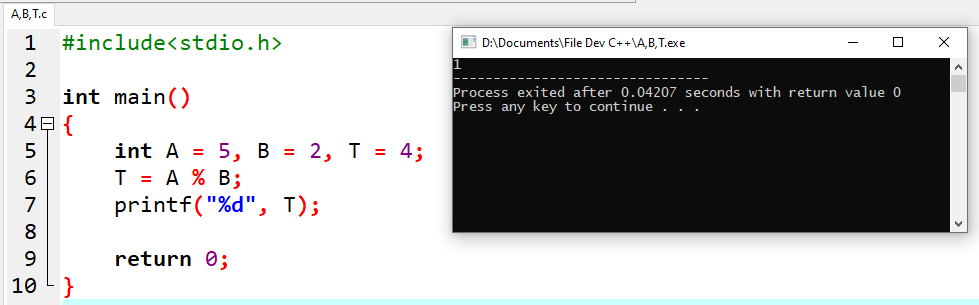 A,B,T.c
1 #include<stdio.h>
2
3 int main()
4 {
5 int A = 5, B = 2, T = 4;
6 T = A % B;
7 printf("%d", T);
8
9 return 0;
10 }
D:\Documents\File Dev C++\A,B,T.exe
1
--------------------------------
Process exited after 0.04207 seconds with return value 0
Press any key to continue . . .